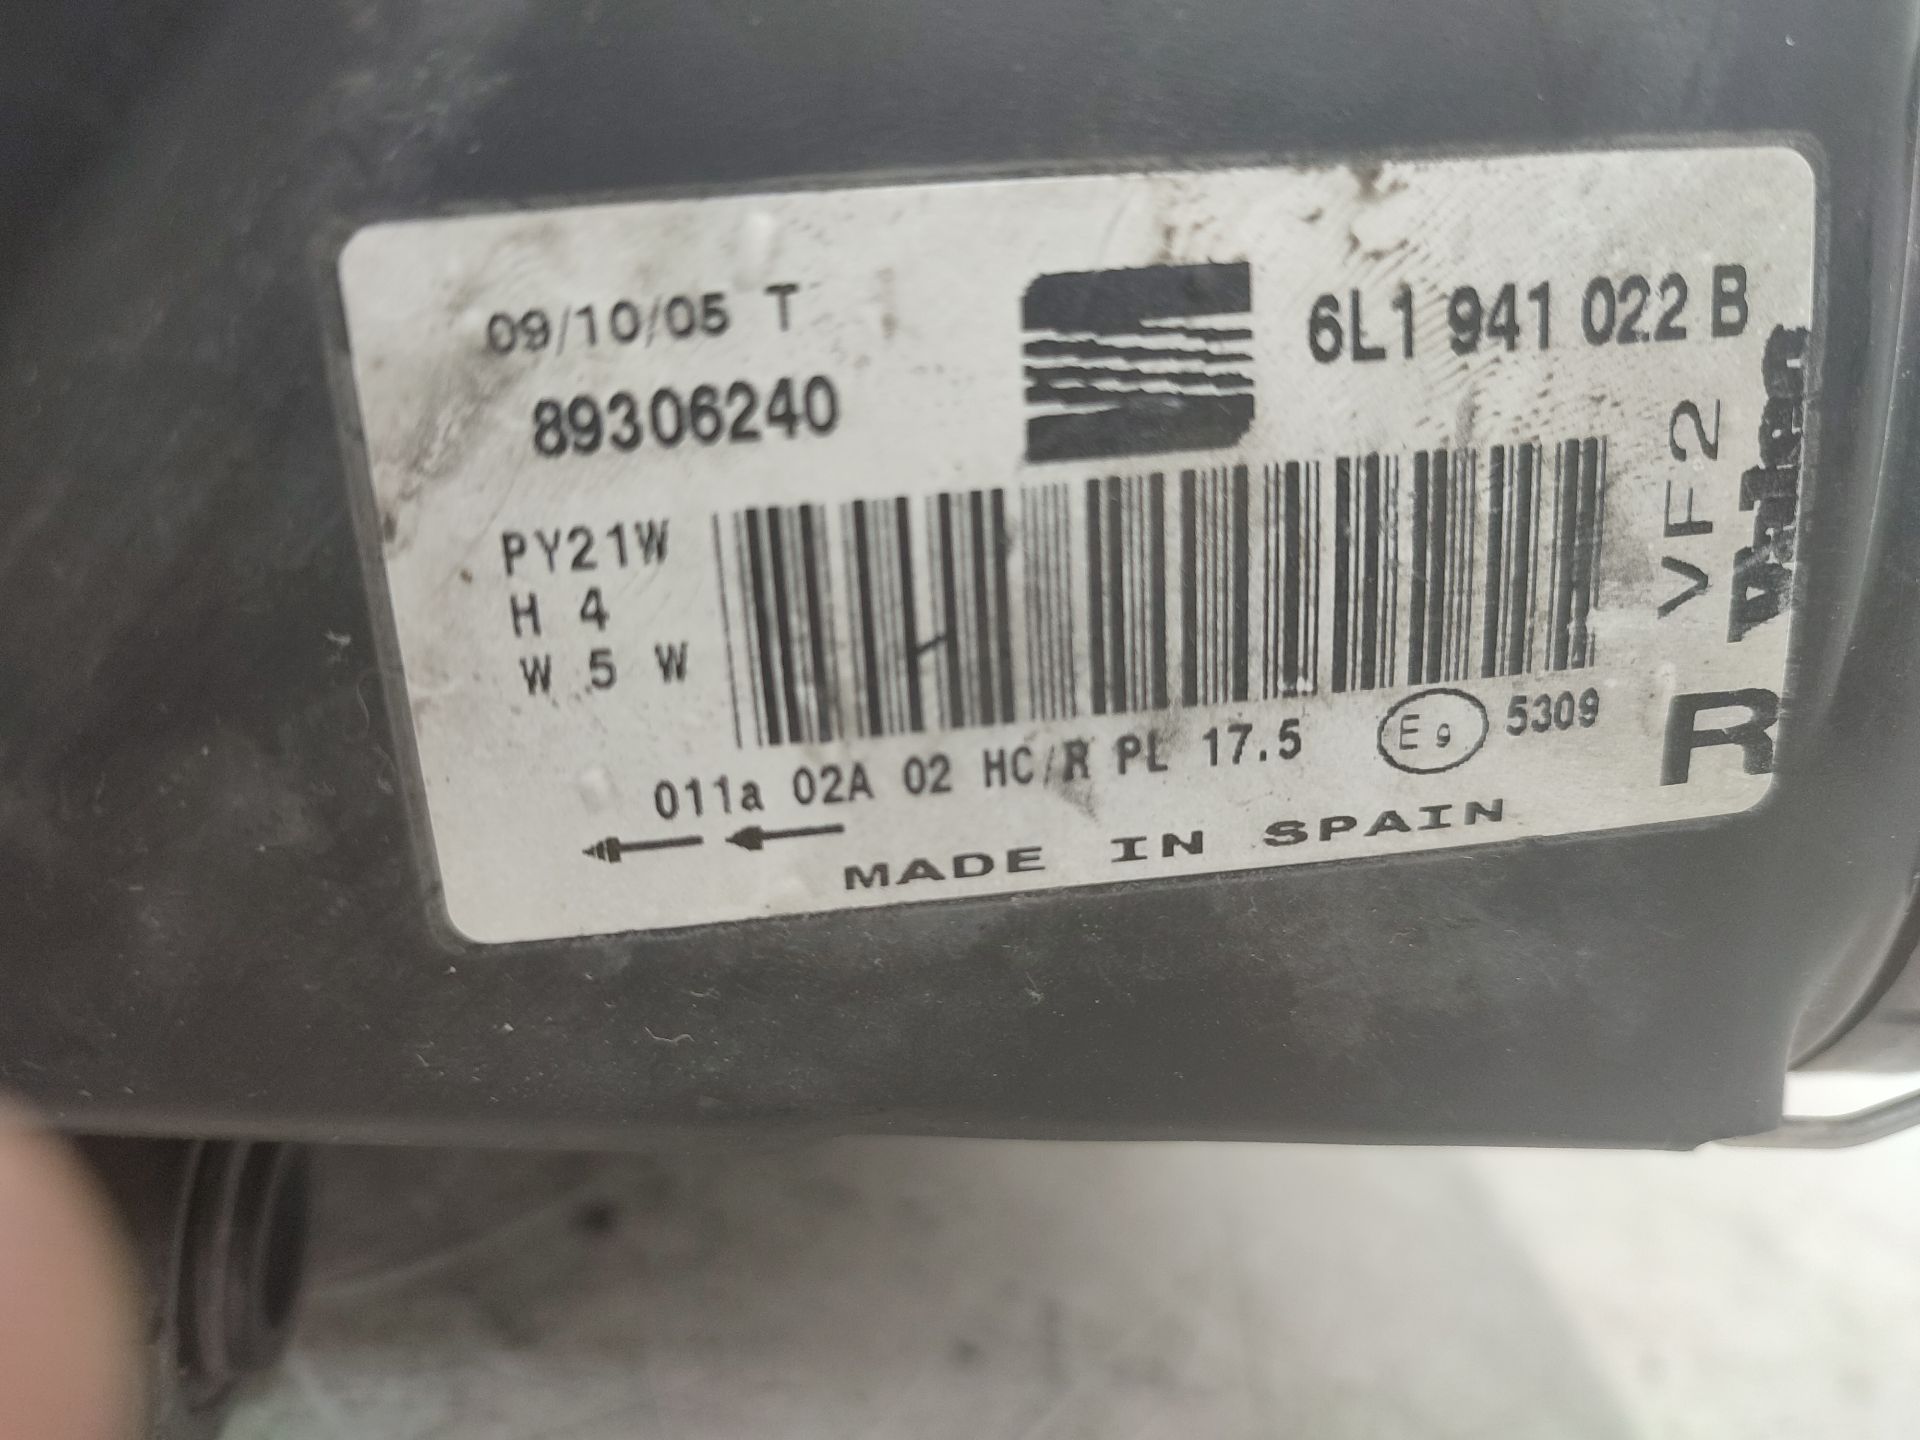 09/10/05 T
89306240
6L1 941 022 B
PY21W
H 4
W 5 W
VF2
Valeo
R
011a 02A 02 HC/R PL 17.5 E9 5309
MADE IN SPAIN